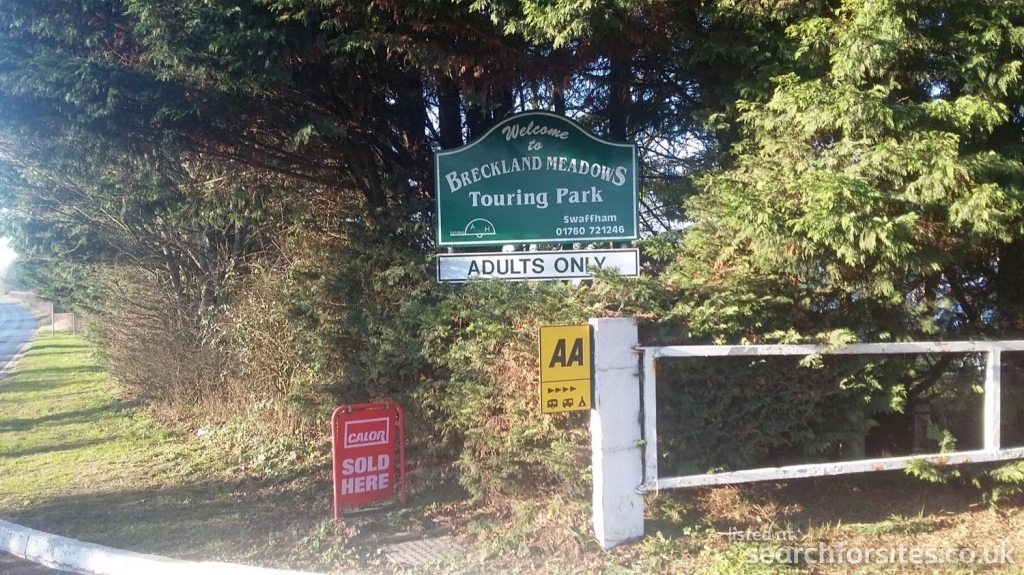 Welcome
to
BRECKLAND MEADOWS
Touring Park
Swaffham
01760 721246
A H
ADULTS ONLY
AA
CALOR
SOLD
HERE
listed at
searchforsites.co.uk